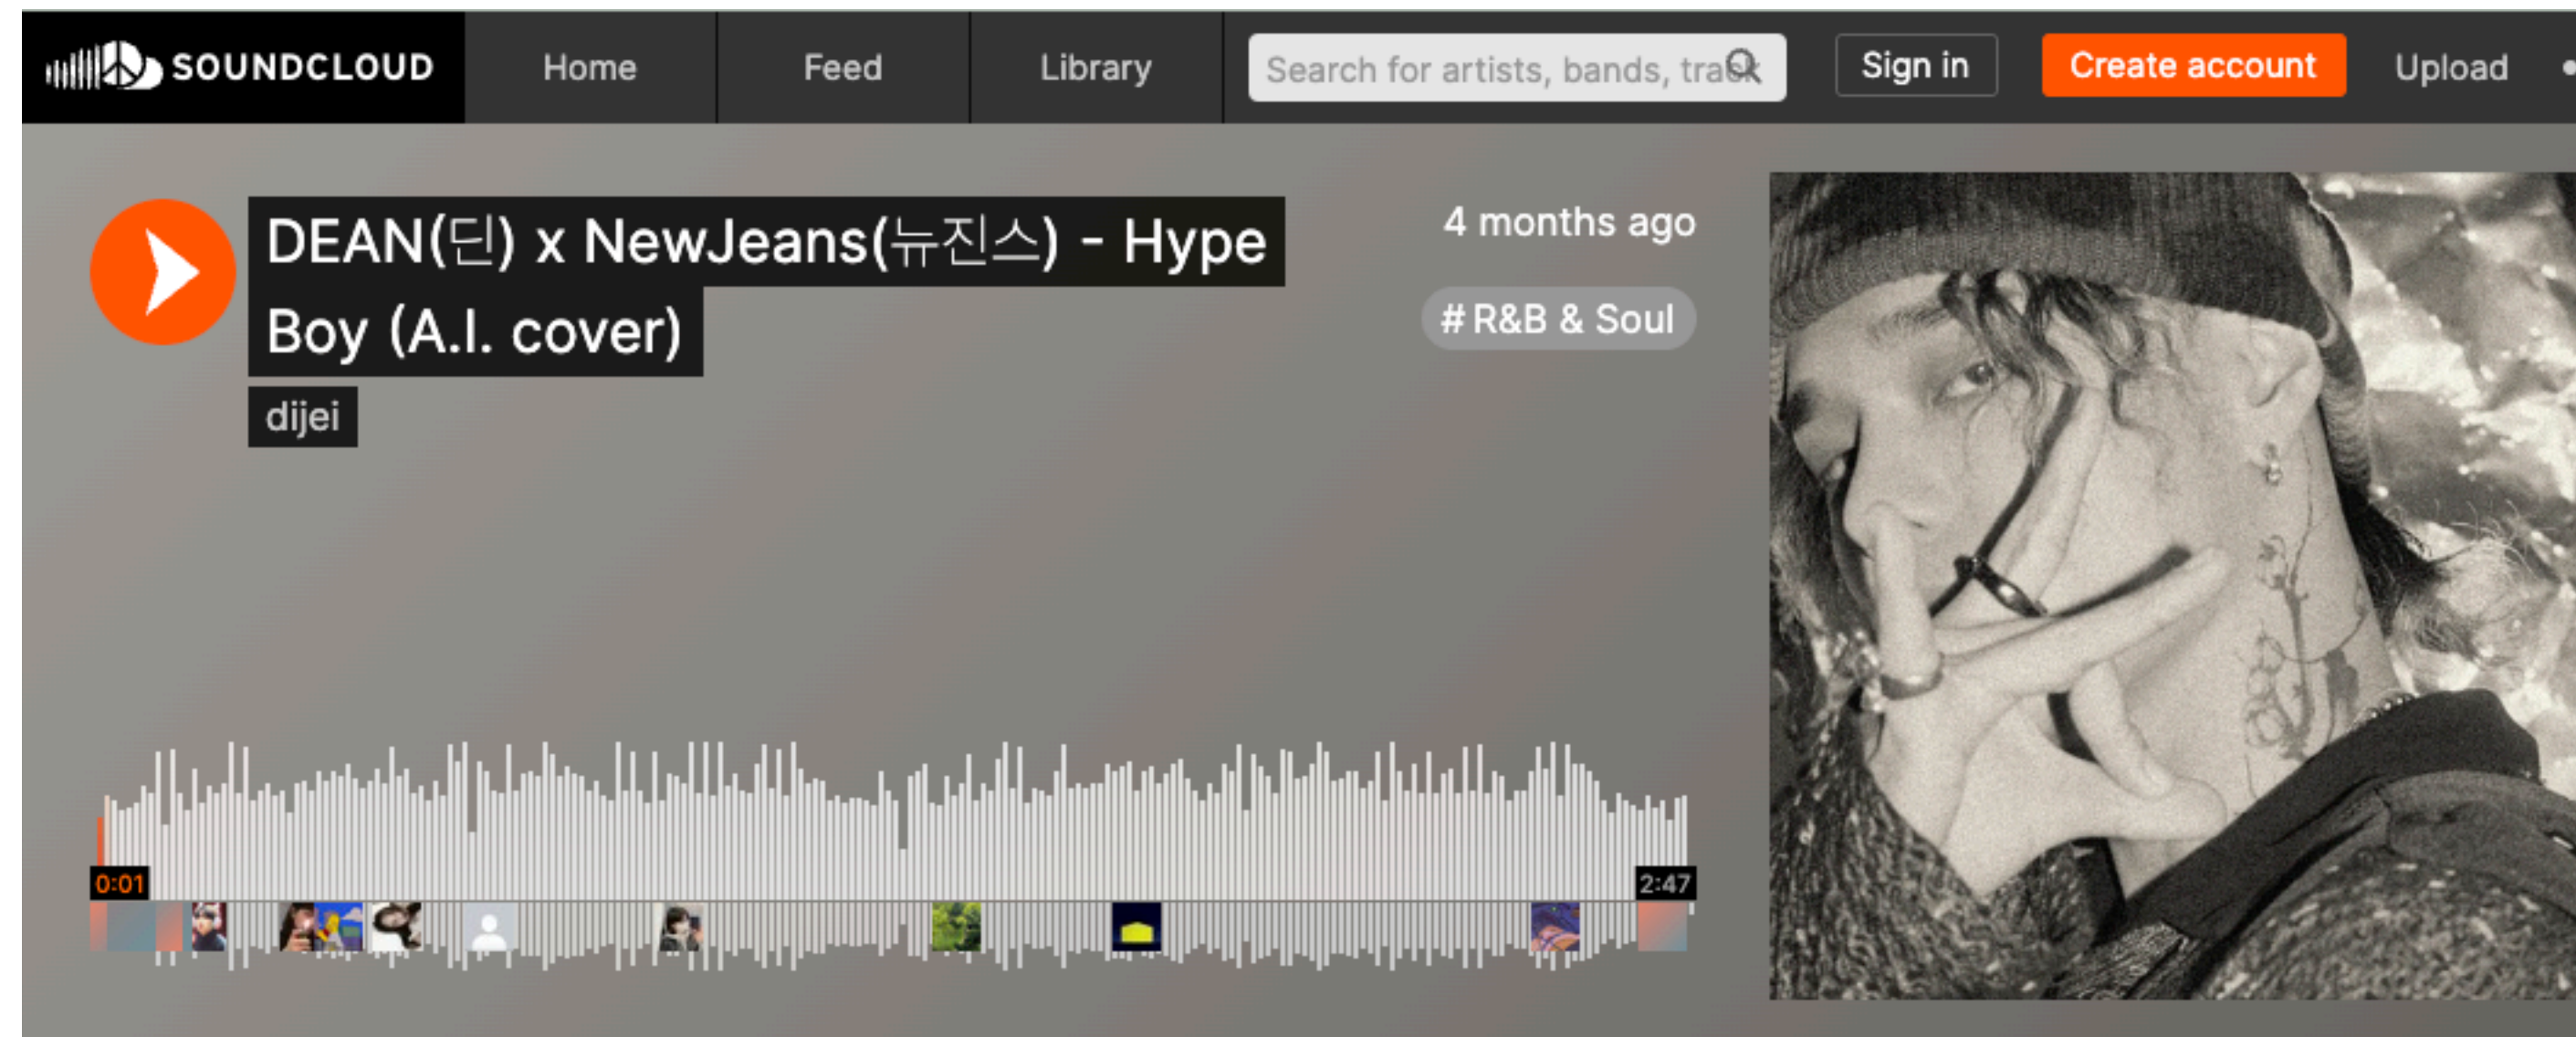 SOUNDCLOUD
Home
Feed
Library
Search for artists, bands, track
Sign in
Create account
Upload
DEAN(딘) x NewJeans(뉴진스) - Hype
Boy (A.I. cover)
dijei
4 months ago
# R&B & Soul
0:01
2:47